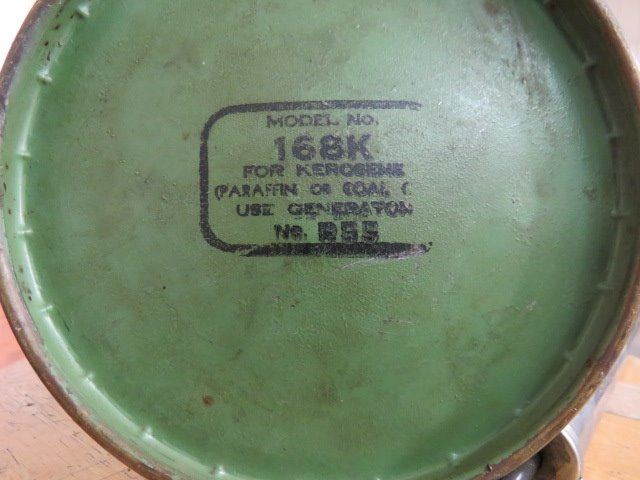 MODEL No.
168K
FOR KEROSENE
(PARAFFIN OR COAL
USE GENERATOR
No. R55